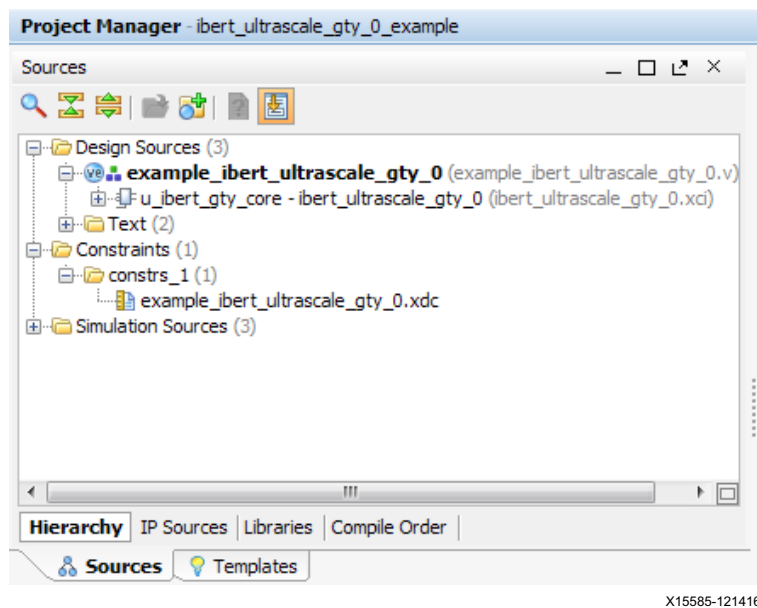 Project Manager - ibert_ultrascale_gty_0_example
Sources
Design Sources (3)
example_ibert_ultrascale_gty_0 (example_ibert_ultrascale_gty_0.v)
u_ibert_gty_core - ibert_ultrascale_gty_0 (ibert_ultrascale_gty_0.xci)
Text (2)
Constraints (1)
constrs_1 (1)
example_ibert_ultrascale_gty_0.xdc
Simulation Sources (3)
Hierarchy IP Sources Libraries Compile Order
Sources Templates
X15585-121416